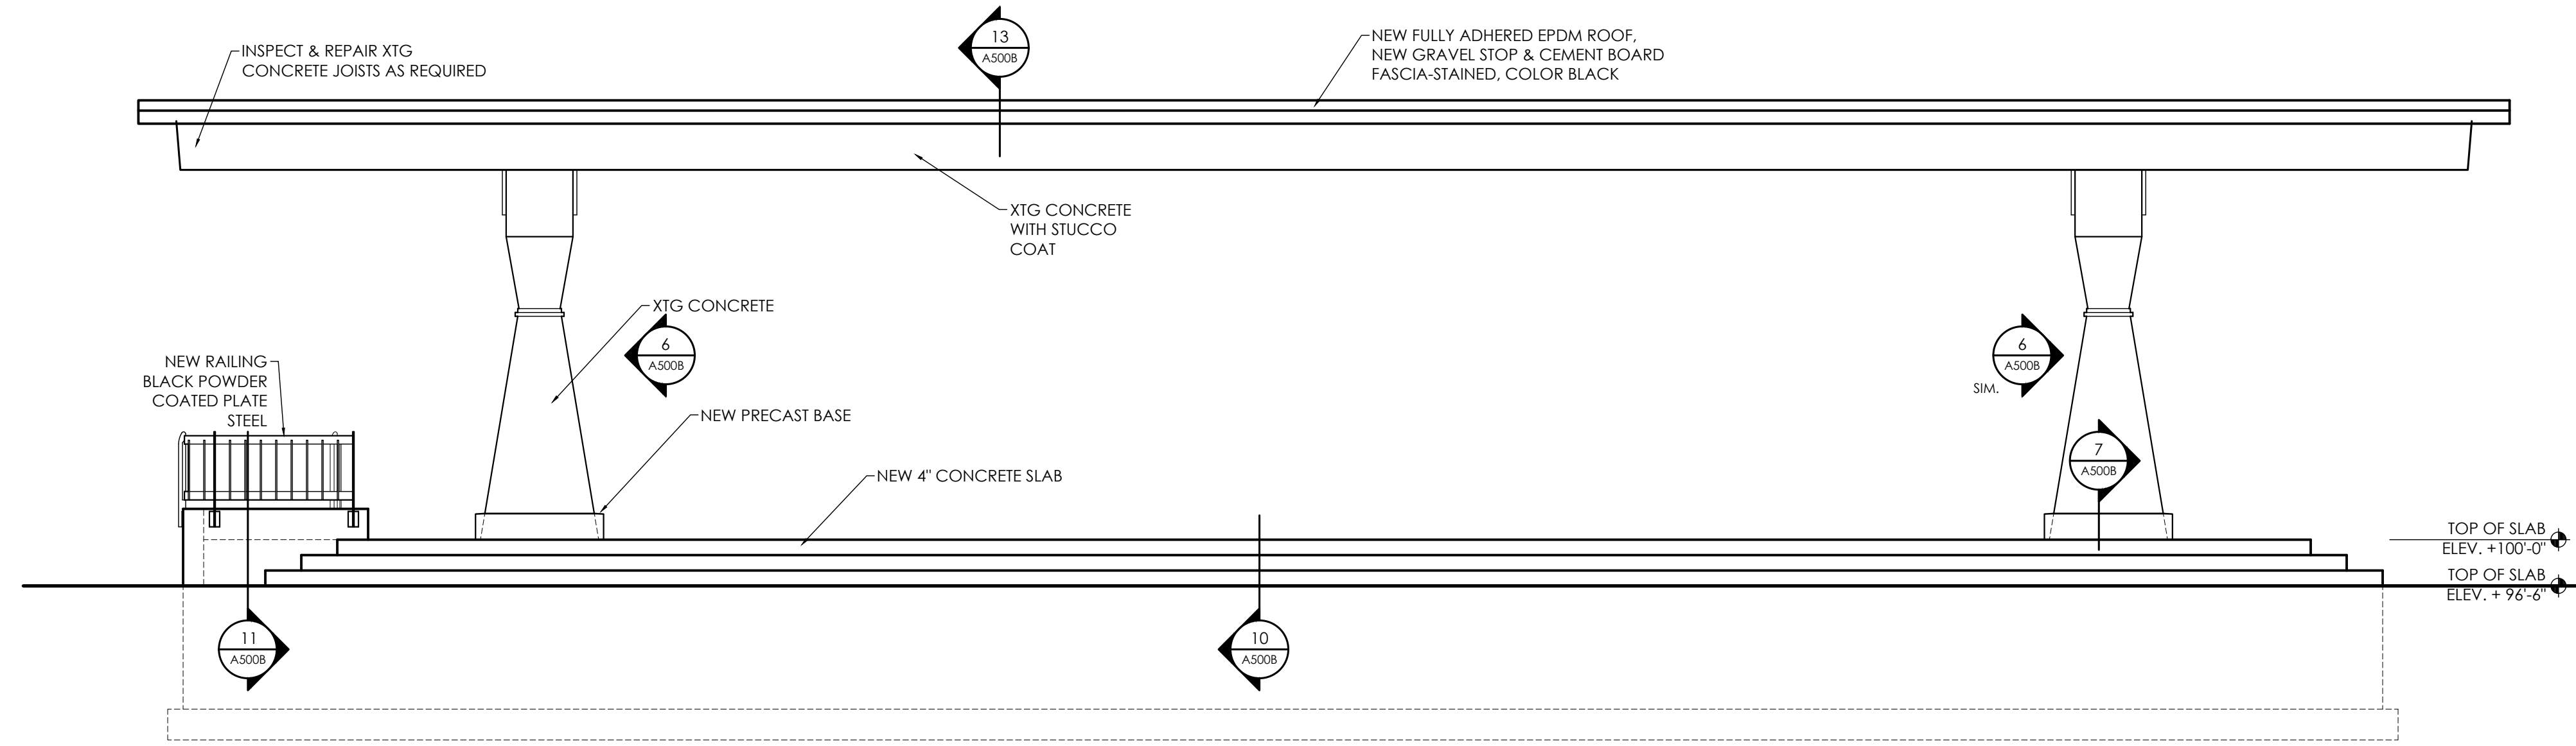 13
A500B
INSPECT & REPAIR XTG
CONCRETE JOISTS AS REQUIRED
NEW FULLY ADHERED EPDM ROOF,
NEW GRAVEL STOP & CEMENT BOARD
FASCIA-STAINED, COLOR BLACK
XTG CONCRETE
WITH STUCCO
COAT
XTG CONCRETE
6
A500B
6
A500B
SIM.
NEW RAILING
BLACK POWDER
COATED PLATE
STEEL
NEW PRECAST BASE
7
A500B
NEW 4" CONCRETE SLAB
TOP OF SLAB
ELEV. +100'-0"
TOP OF SLAB
ELEV. + 96'-6"
11
A500B
10
A500B